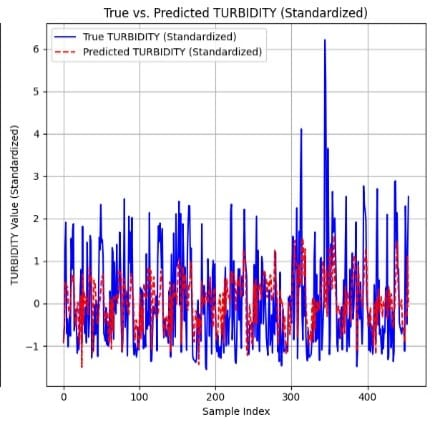 True vs. Predicted TURBIDITY (Standardized)
True TURBIDITY (Standardized)
Predicted TURBIDITY (Standardized)
TURBIDITY Value (Standardized)
6
5
4
3
2
1
0
−1
0 100 200 300 400
Sample Index